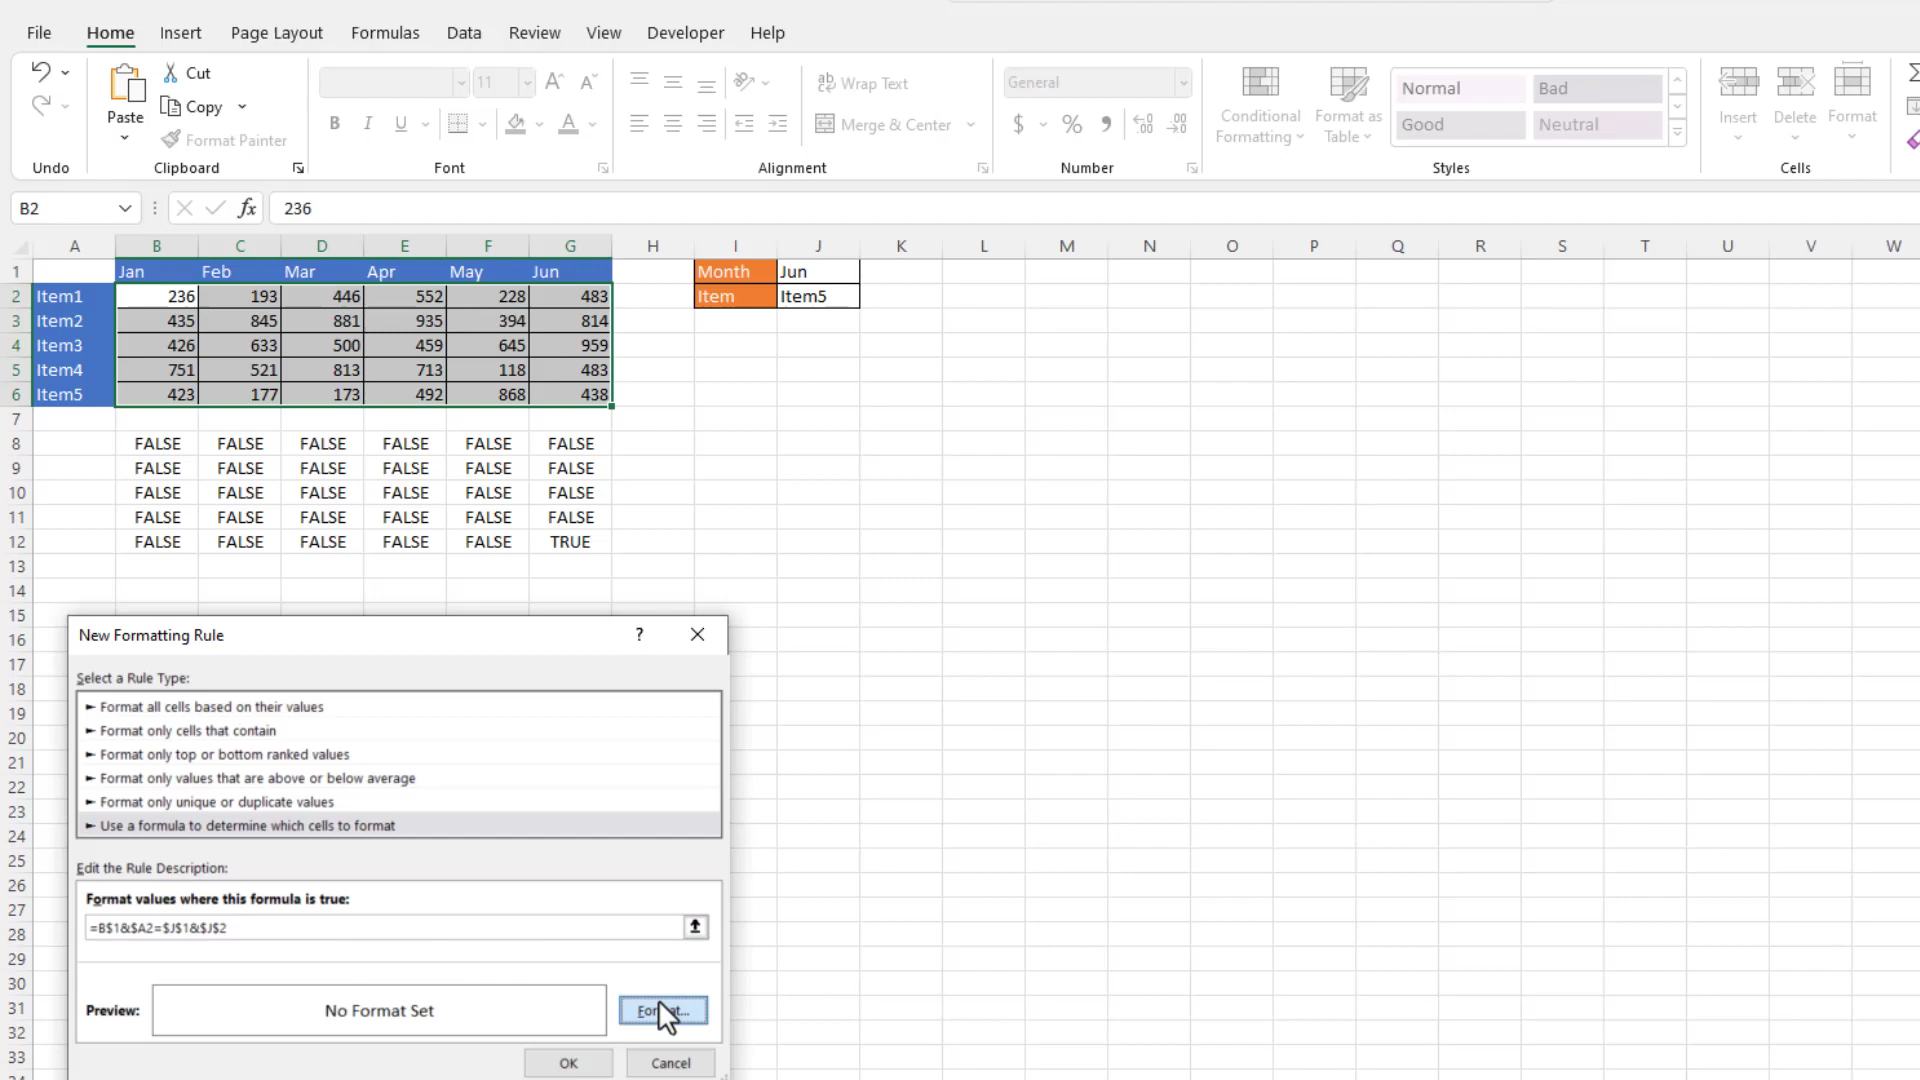 File Home Insert Page Layout Formulas Data Review View Developer Help
Cut
11
Wrap Text
General
Normal Bad
Paste
Copy
Conditional Formatting
Format as Table
Insert Delete Format
Good Neutral
B I U
Merge & Center
$ % 9
Format Painter
Undo Clipboard Font Alignment Number Styles Cells
B2 fx 236
A B C D E F G H I J K L M N O P Q R S T U V W
1 Jan Feb Mar Apr May Jun Month Jun
2 Item1 236 193 446 552 228 483 Item Item5
3 Item2 435 845 881 935 394 814
4 Item3 426 633 500 459 645 959
5 Item4 751 521 813 713 118 483
6 Item5 423 177 173 492 868 438
7
8 FALSE FALSE FALSE FALSE FALSE FALSE
9 FALSE FALSE FALSE FALSE FALSE FALSE
10 FALSE FALSE FALSE FALSE FALSE FALSE
11 FALSE FALSE FALSE FALSE FALSE FALSE
12 FALSE FALSE FALSE FALSE FALSE TRUE
13
14
15
16 New Formatting Rule ?
17
18 Select a Rule Type:
19 ► Format all cells based on their values
20 ► Format only cells that contain
21 ► Format only top or bottom ranked values
22 ► Format only values that are above or below average
23 ► Format only unique or duplicate values
24 ► Use a formula to determine which cells to format
25 Edit the Rule Description:
26
27 Format values where this formula is true:
28 =B$1&$A2=$J$1&$J$2
29
30
31 Preview: No Format Set
32
33 OK Cancel